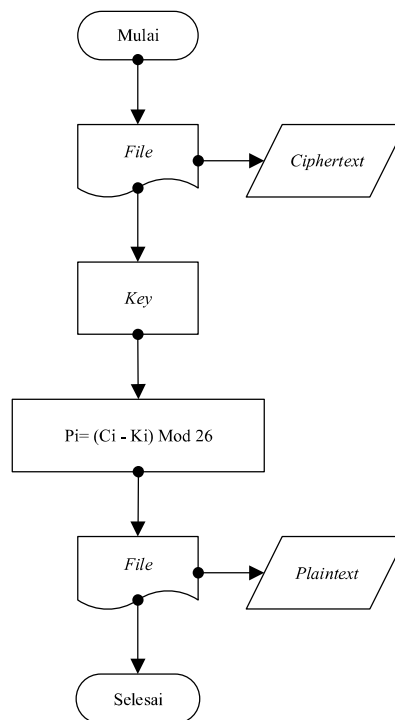 Mulai
File
Ciphertext
Key
Pi= (Ci - Ki) Mod 26
File
Plaintext
Selesai